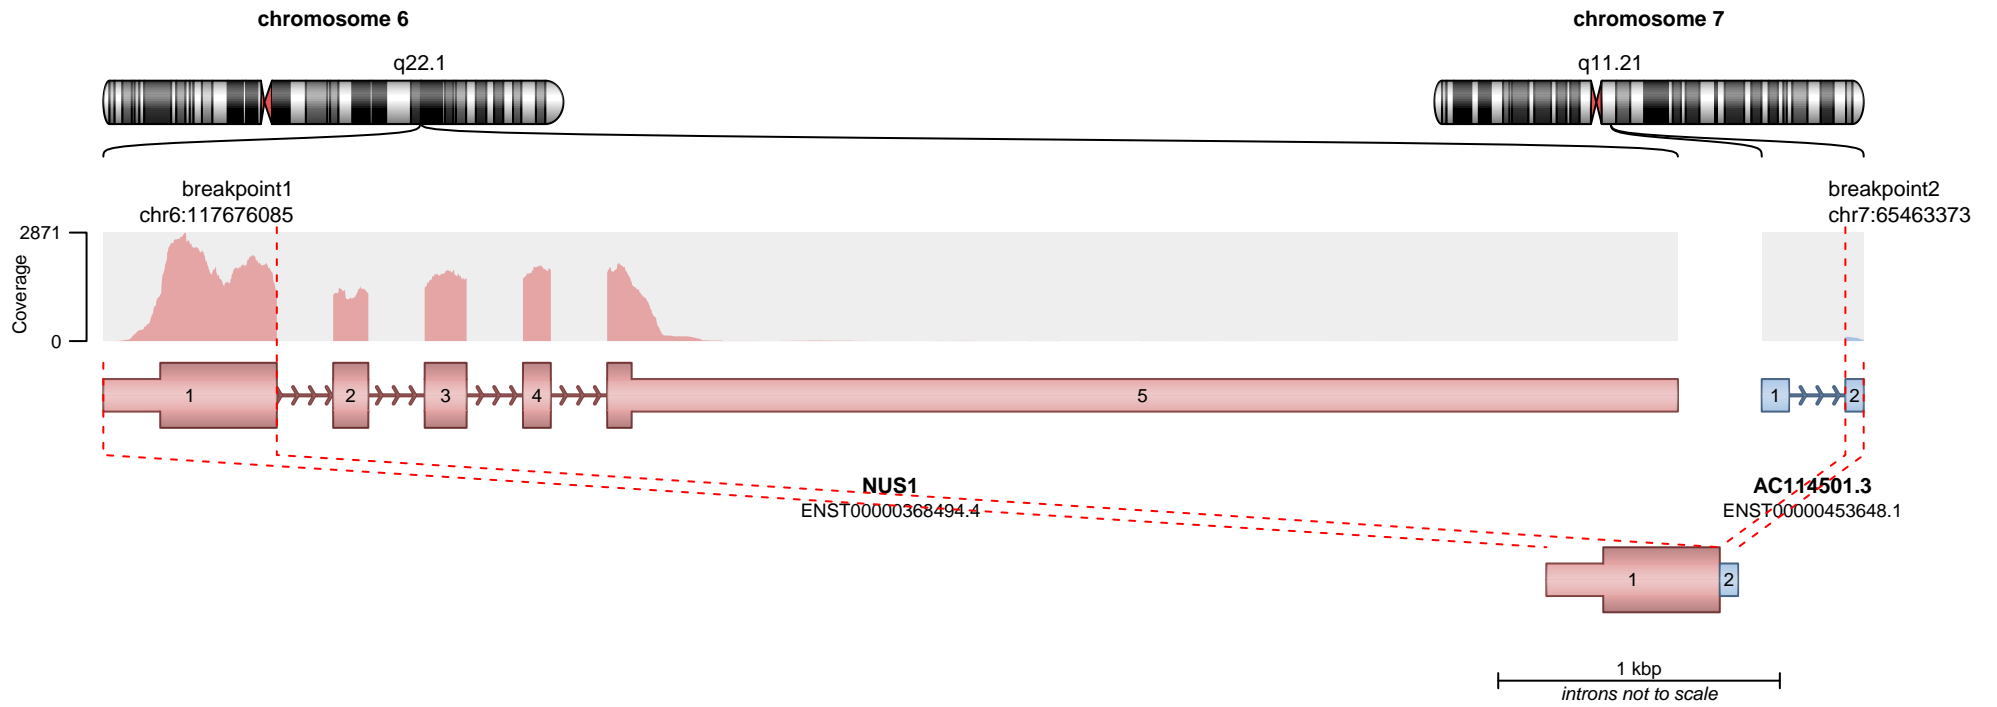 chromosome 6
chromosome 7
q22.1
q11.21
breakpoint1
chr6:117676085
breakpoint2
chr7:65463373
2871
Coverage
0
1
2
3
4
5
1
2
NUS1
ENST00000368494.4
AC114501.3
ENST00000453648.1
1
2
1 kbp
introns not to scale